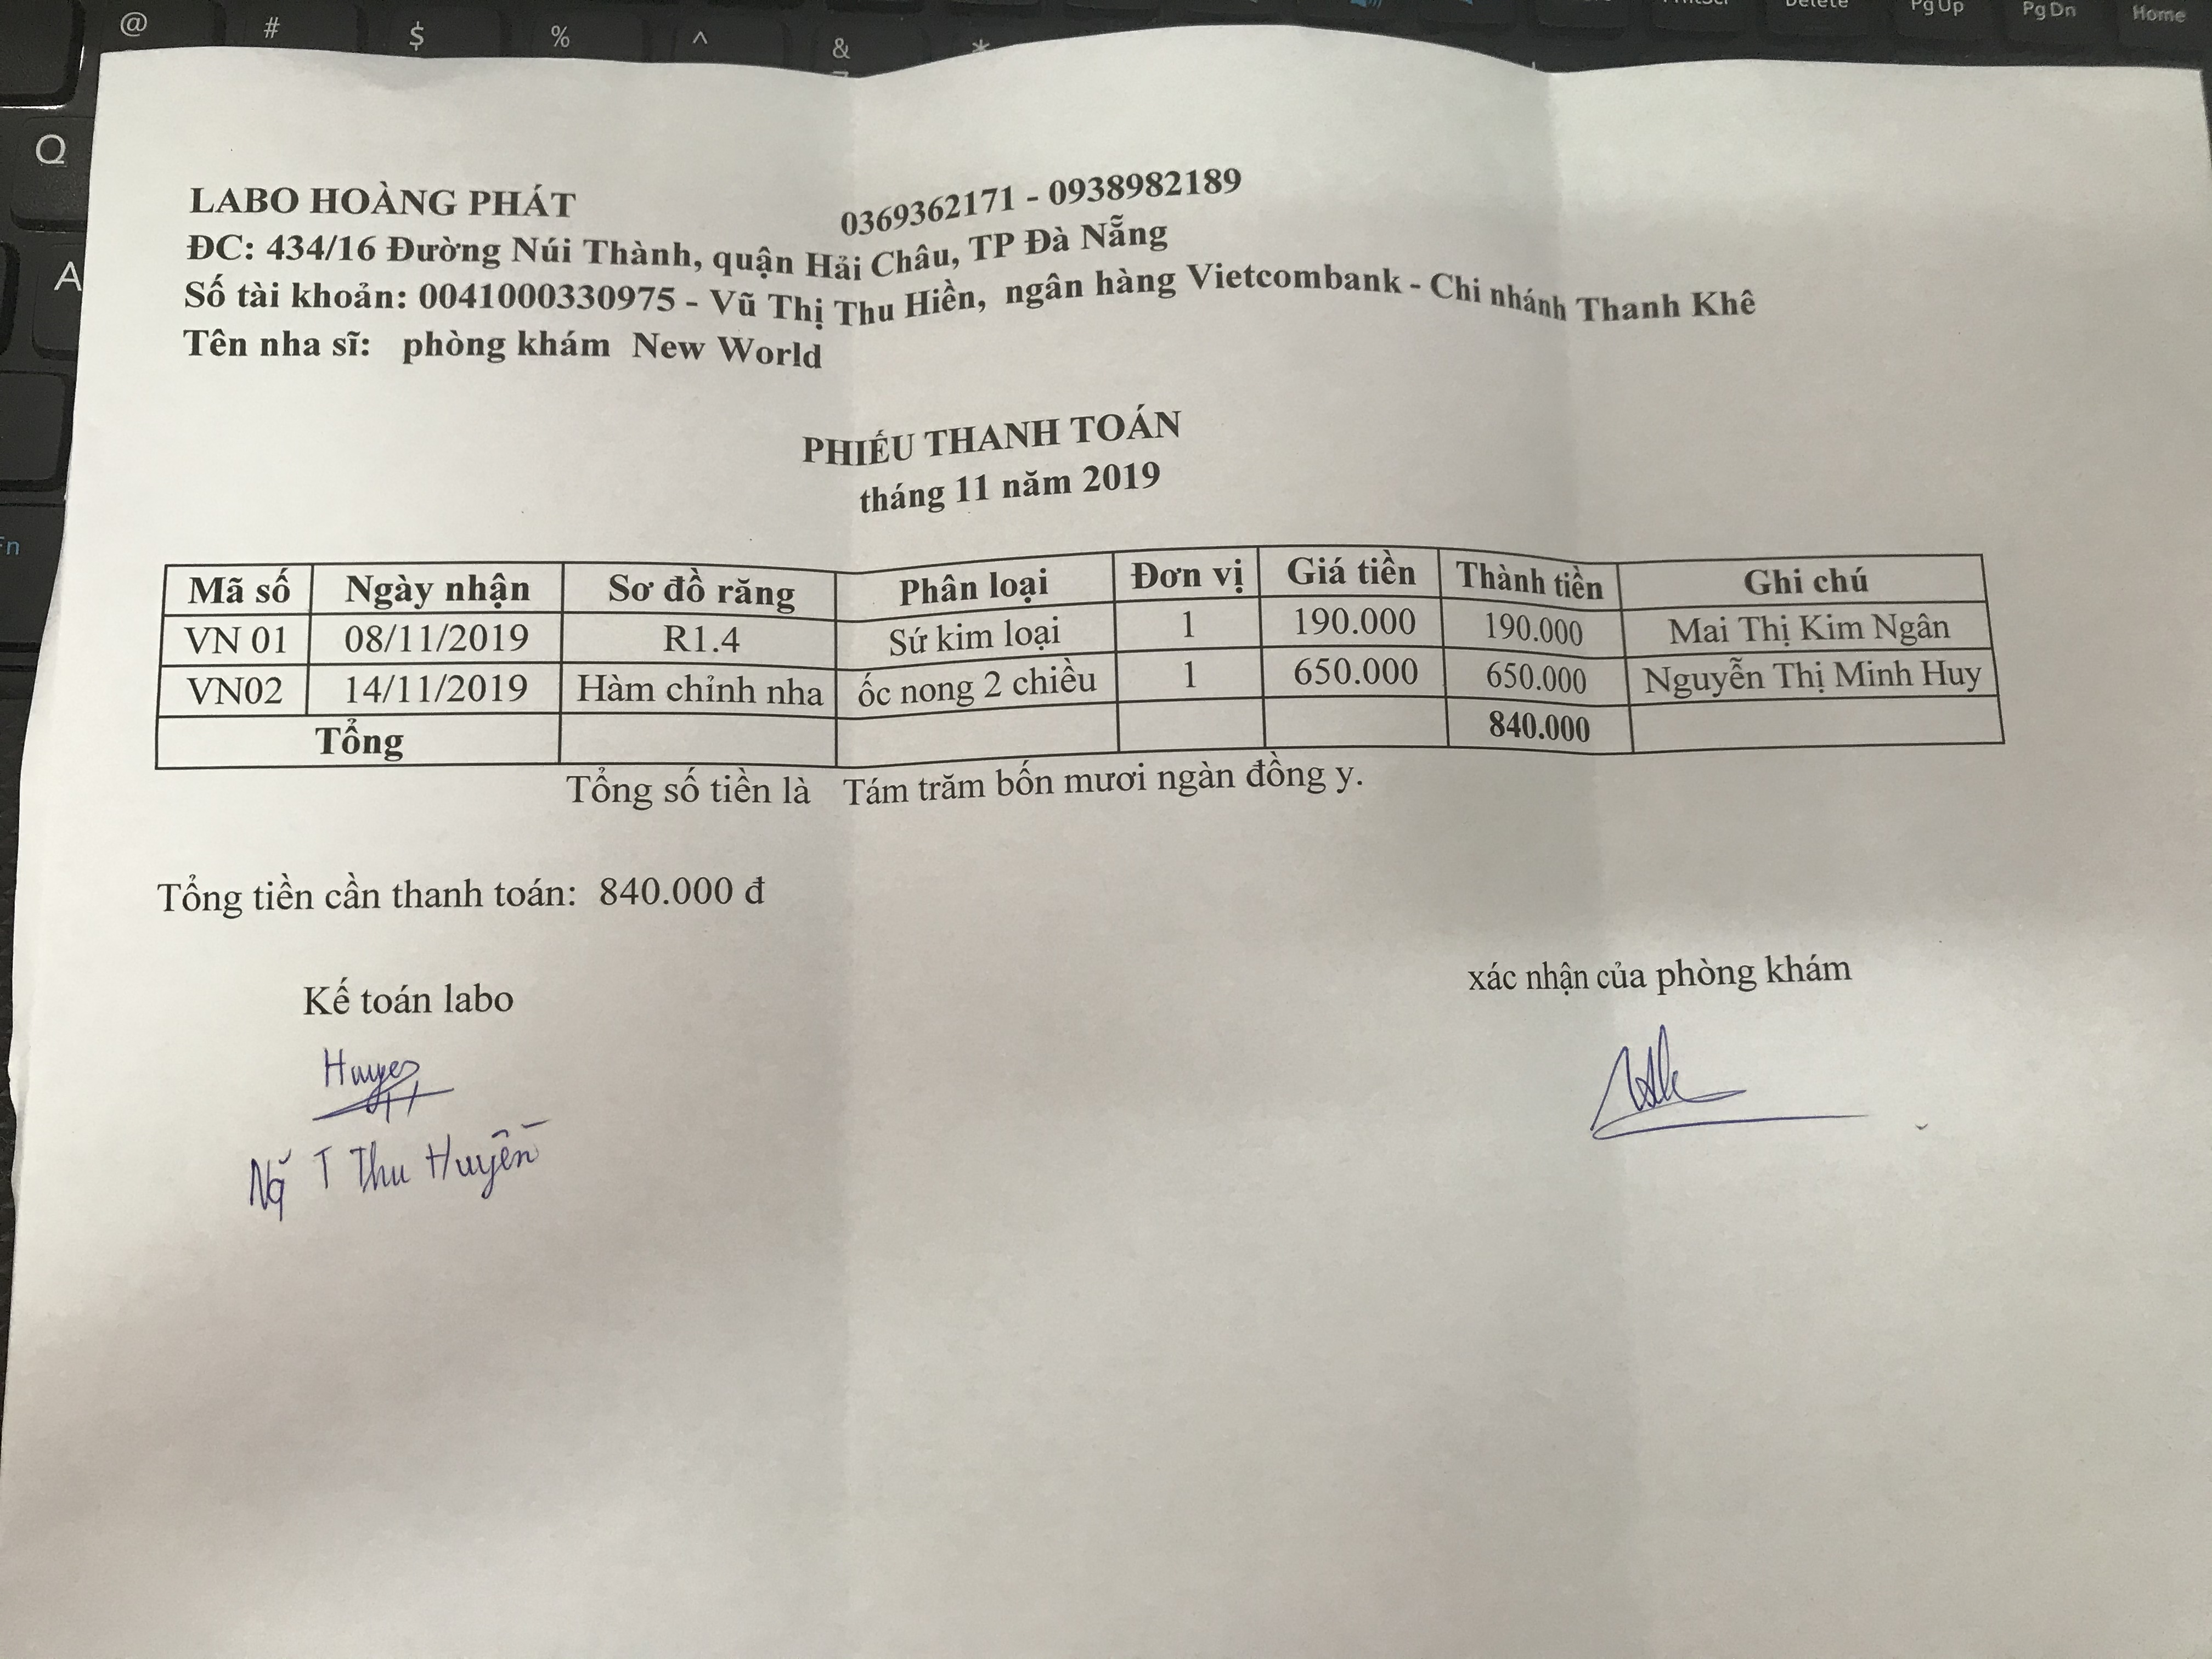 LABO HOÀNG PHÁT 0369362171 - 0938982189
ĐC: 434/16 Đường Núi Thành, quận Hải Châu, TP Đà Nẵng
Số tài khoản: 0041000330975 - Vũ Thị Thu Hiền, ngân hàng Vietcombank - Chi nhánh Thanh Khê
Tên nha sĩ: phòng khám New World
PHIẾU THANH TOÁN
tháng 11 năm 2019
Mã số Ngày nhận Sơ đồ răng Phân loại Đơn vị Giá tiền Thành tiền Ghi chú
VN 01 08/11/2019 R1.4 Sứ kim loại 1 190.000 190.000 Mai Thị Kim Ngân
VN02 14/11/2019 Hàm chỉnh nha ốc nong 2 chiều 1 650.000 650.000 Nguyễn Thị Minh Huy
Tổng 840.000
Tổng số tiền là Tám trăm bốn mươi ngàn đồng y.
Tổng tiền cần thanh toán: 840.000 đ
Kế toán labo xác nhận của phòng khám
Huyền
Ng T Thu Huyền
@ # $ % ^ & *
Q
A
Fn
Delete
Pg Up
Pg Dn
Home